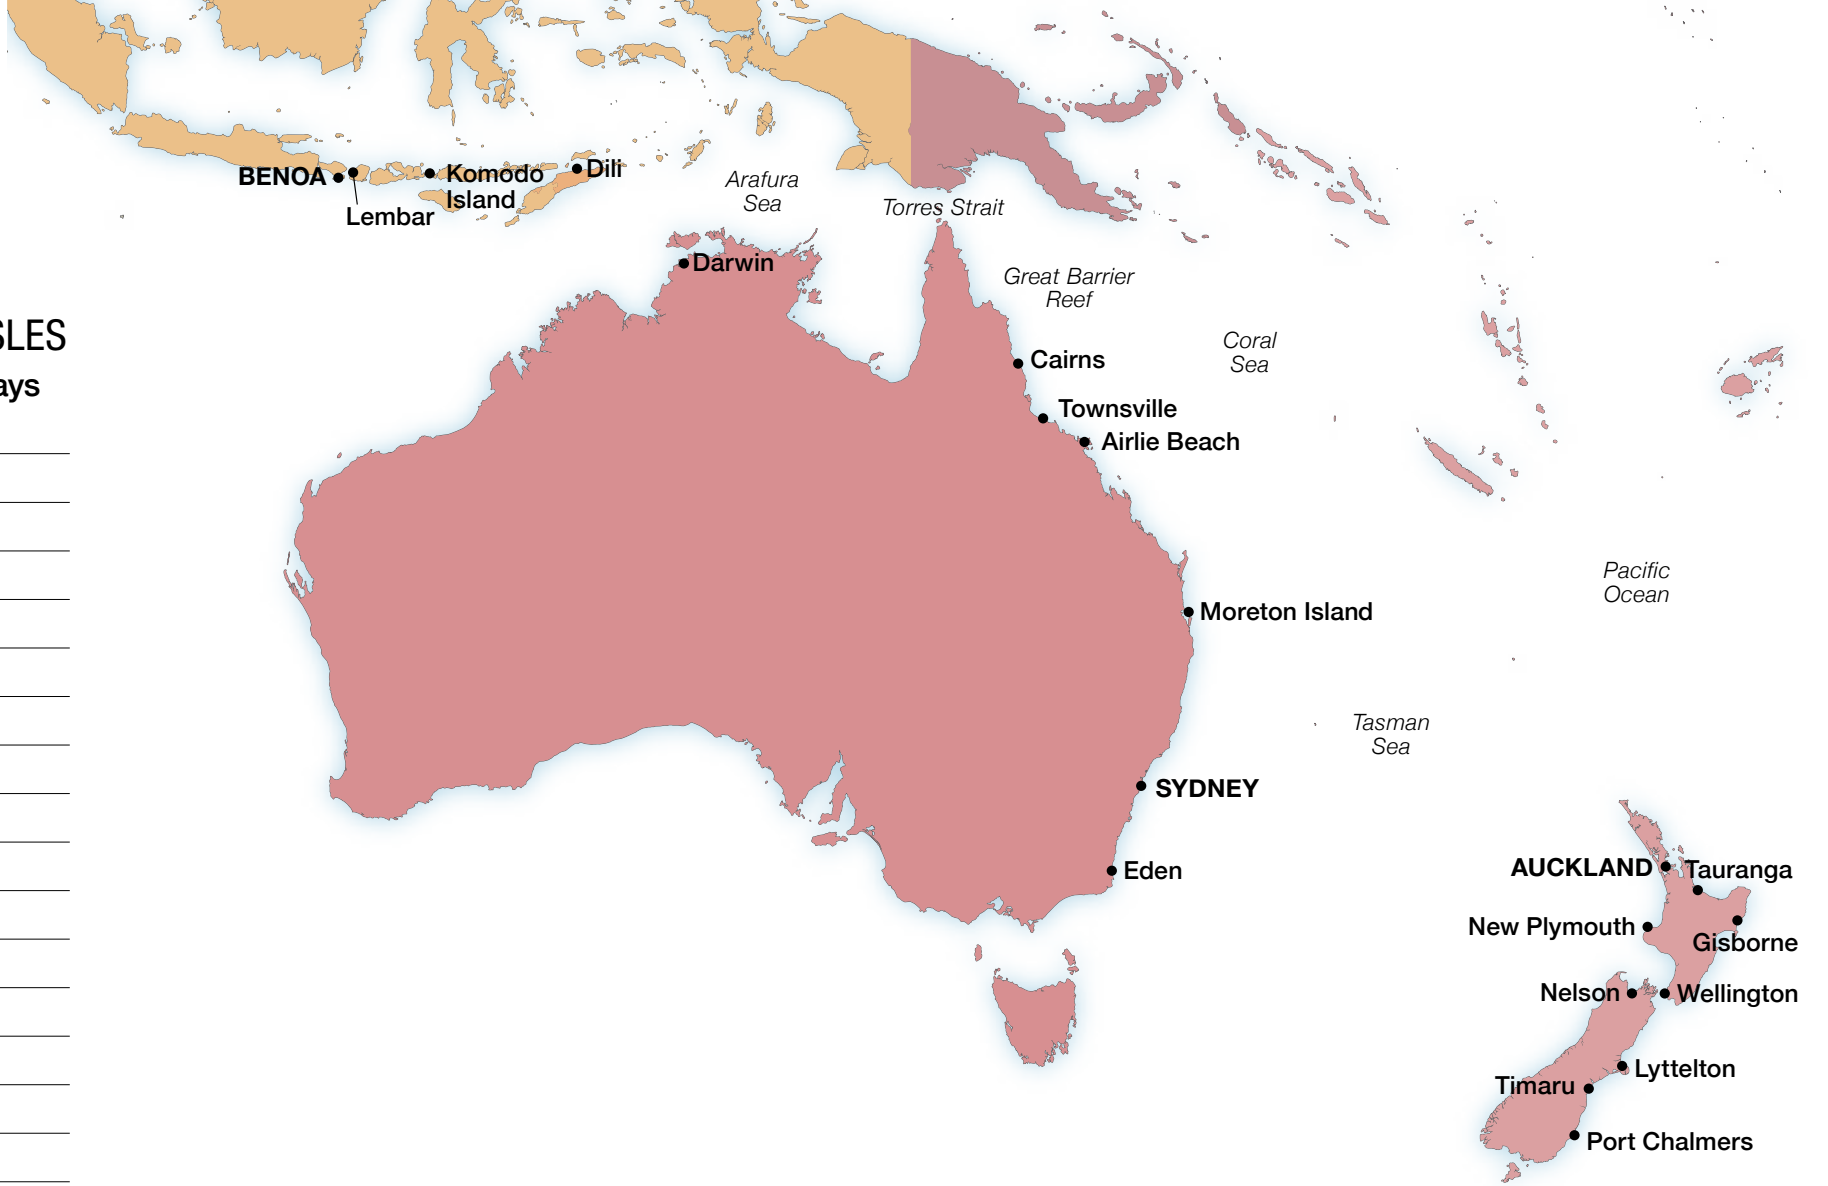 SLES
ays
BENOA
Lembar
Komodo
Island
Dili
Arafura
Sea
Torres Strait
Darwin
Great Barrier
Reef
Cairns
Coral
Sea
Townsville
Airlie Beach
Pacific
Ocean
Moreton Island
Tasman
Sea
SYDNEY
Eden
AUCKLAND
Tauranga
New Plymouth
Gisborne
Nelson
Wellington
Lyttelton
Timaru
Port Chalmers